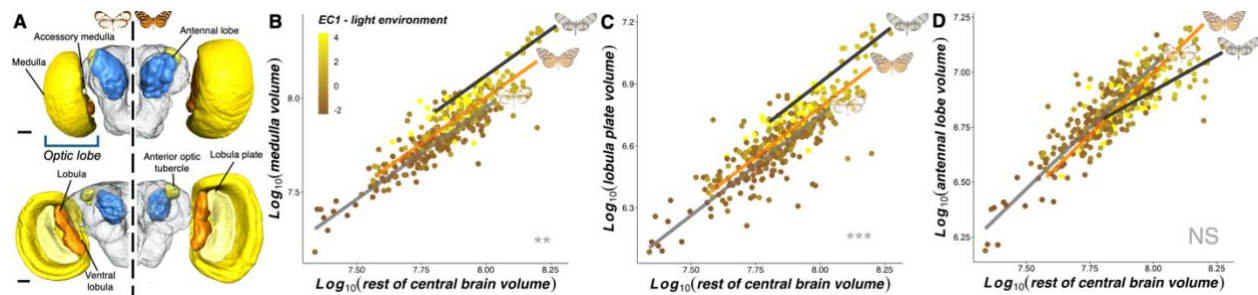 A
Accessory medulla
Antennal lobe
Medulla
Optic lobe
Lobula
Anterior optic
tubercle
Lobula plate
Ventral
lobula
B
EC1 - light environment
4
2
0
-2
Log10(medulla volume)
8.0
7.5
7.50
7.75
8.00
8.25
Log10(rest of central brain volume)
**
C
Log10(lobula plate volume)
7.2
6.9
6.6
6.3
7.50
7.75
8.00
8.25
Log10(rest of central brain volume)
***
D
Log10(antennal lobe volume)
7.25
7.00
6.75
6.50
6.25
7.50
7.75
8.00
8.25
Log10(rest of central brain volume)
NS